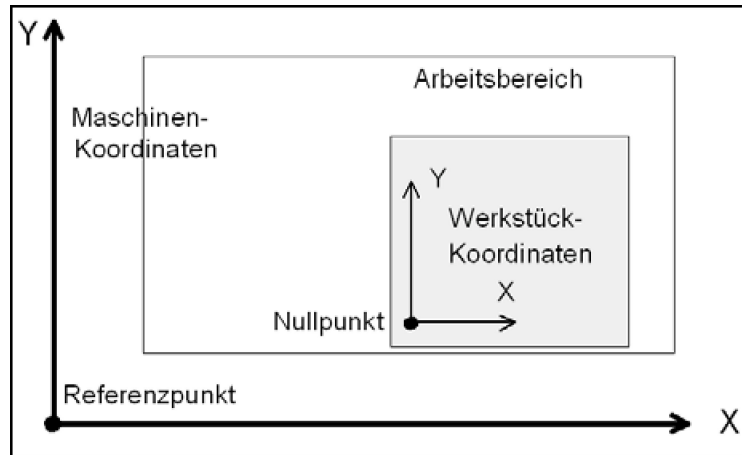 Y
Arbeitsbereich
Maschinen-
Koordinaten
Y
Werkstück-
Koordinaten
X
Nullpunkt
Referenzpunkt
X